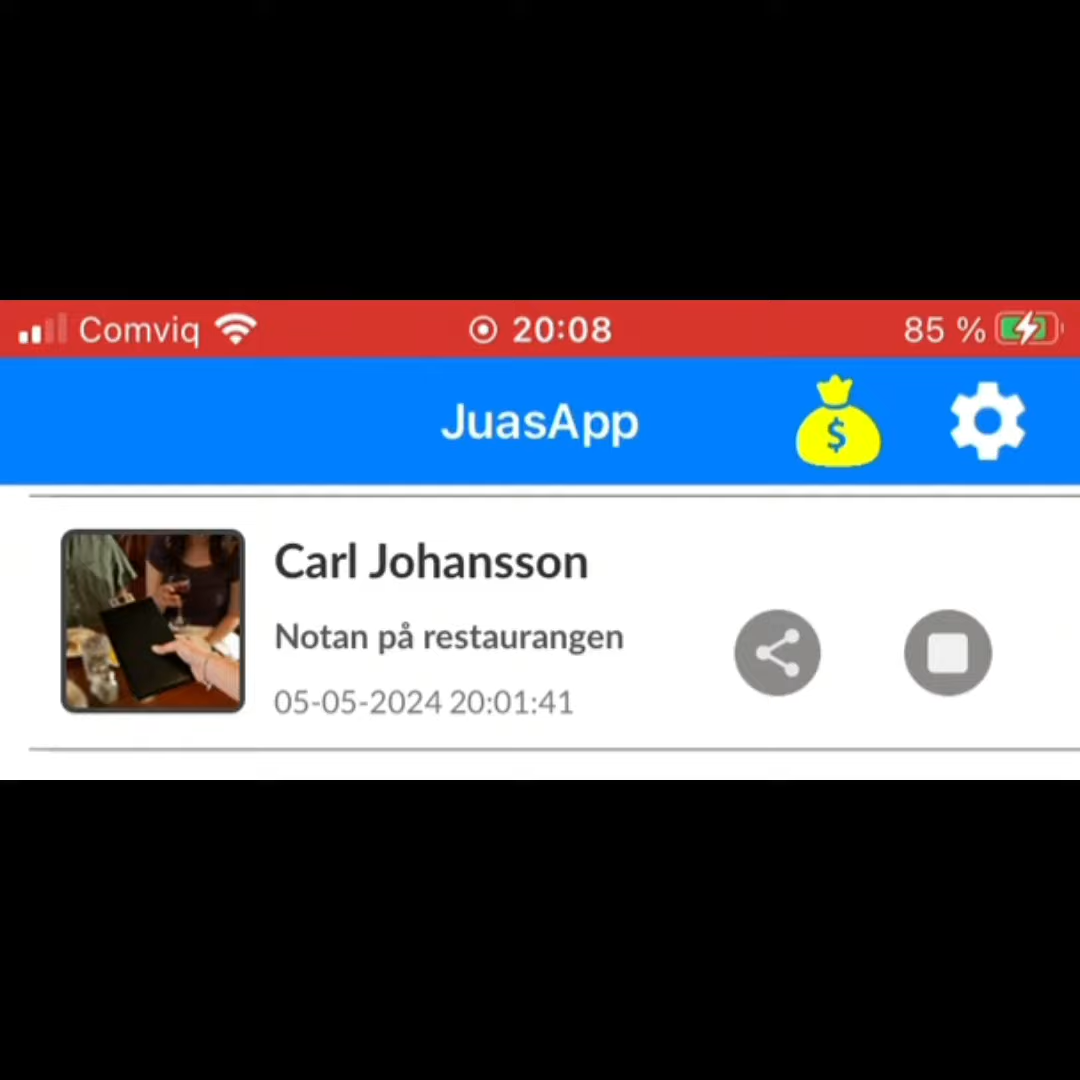 Comviq 20:08 85 %
JuasApp $
Carl Johansson
Notan på restaurangen
05-05-2024 20:01:41